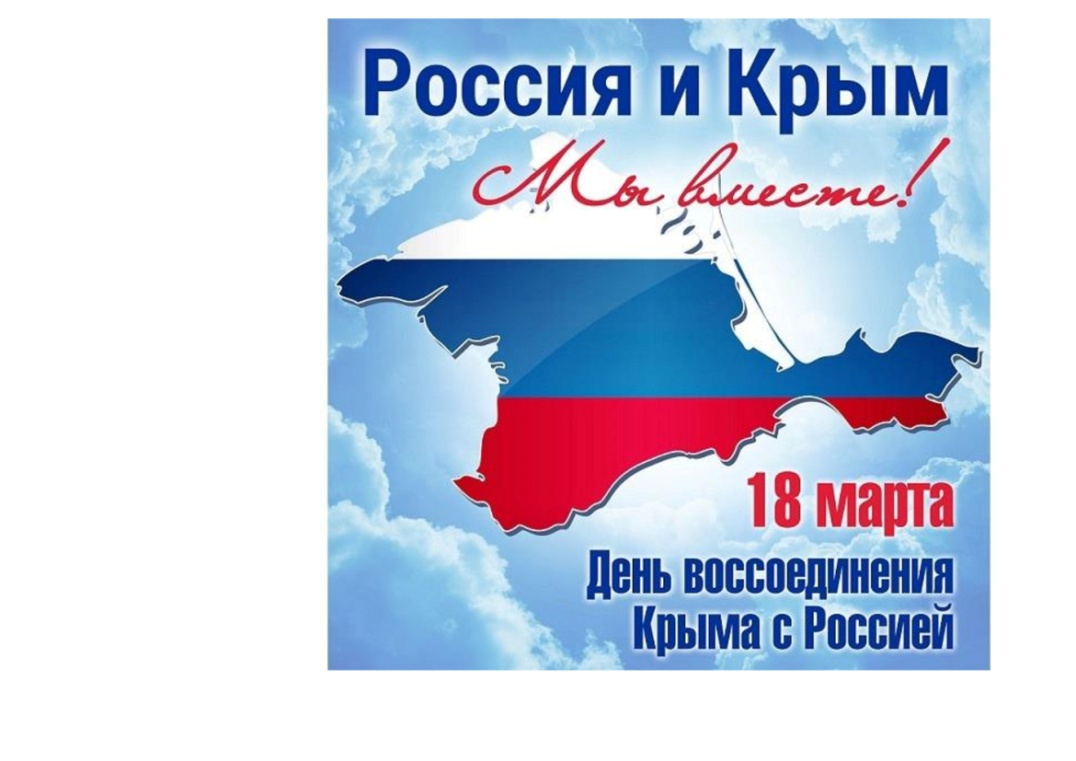 Россия и Крым
Мы вместе!
18 марта
День воссоединения
Крыма с Россией